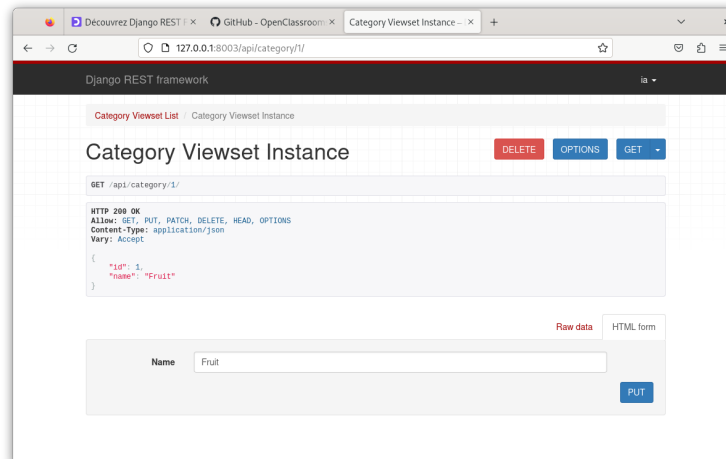 Découvrez Django REST F × GitHub - OpenClassroom × Category Viewset Instance – × +
127.0.0.1:8003/api/category/1/
Django REST framework ia
Category Viewset List / Category Viewset Instance
Category Viewset Instance DELETE OPTIONS GET
GET /api/category/1/
HTTP 200 OK
Allow: GET, PUT, PATCH, DELETE, HEAD, OPTIONS
Content-Type: application/json
Vary: Accept
{
"id": 1,
"name": "Fruit"
}
Raw data HTML form
Name Fruit
PUT